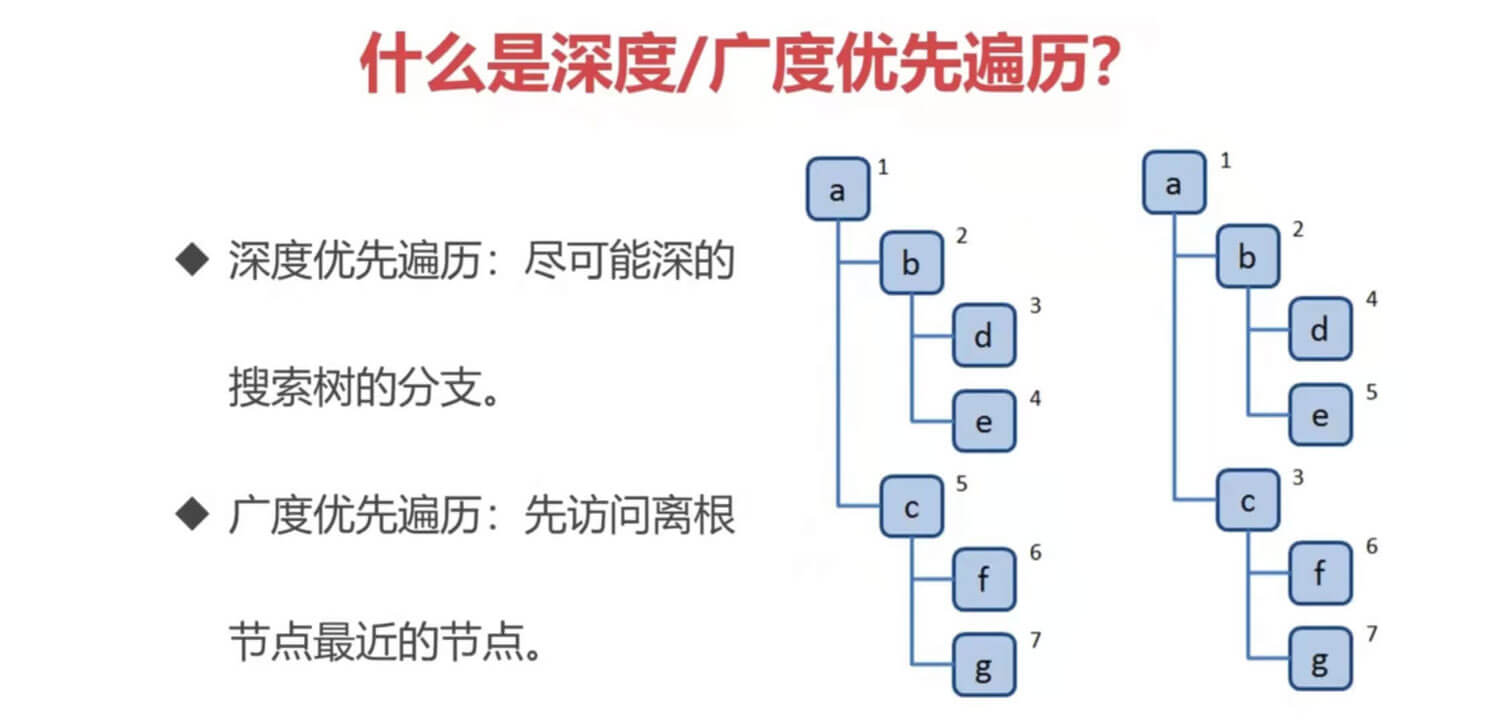 什么是深度/广度优先遍历?
◆ 深度优先遍历：尽可能深的
搜索树的分支。
◆ 广度优先遍历：先访问离根
节点最近的节点。
a 1
b 2
d 3
e 4
c 5
f 6
g 7
a 1
b 2
d 4
e 5
c 3
f 6
g 7